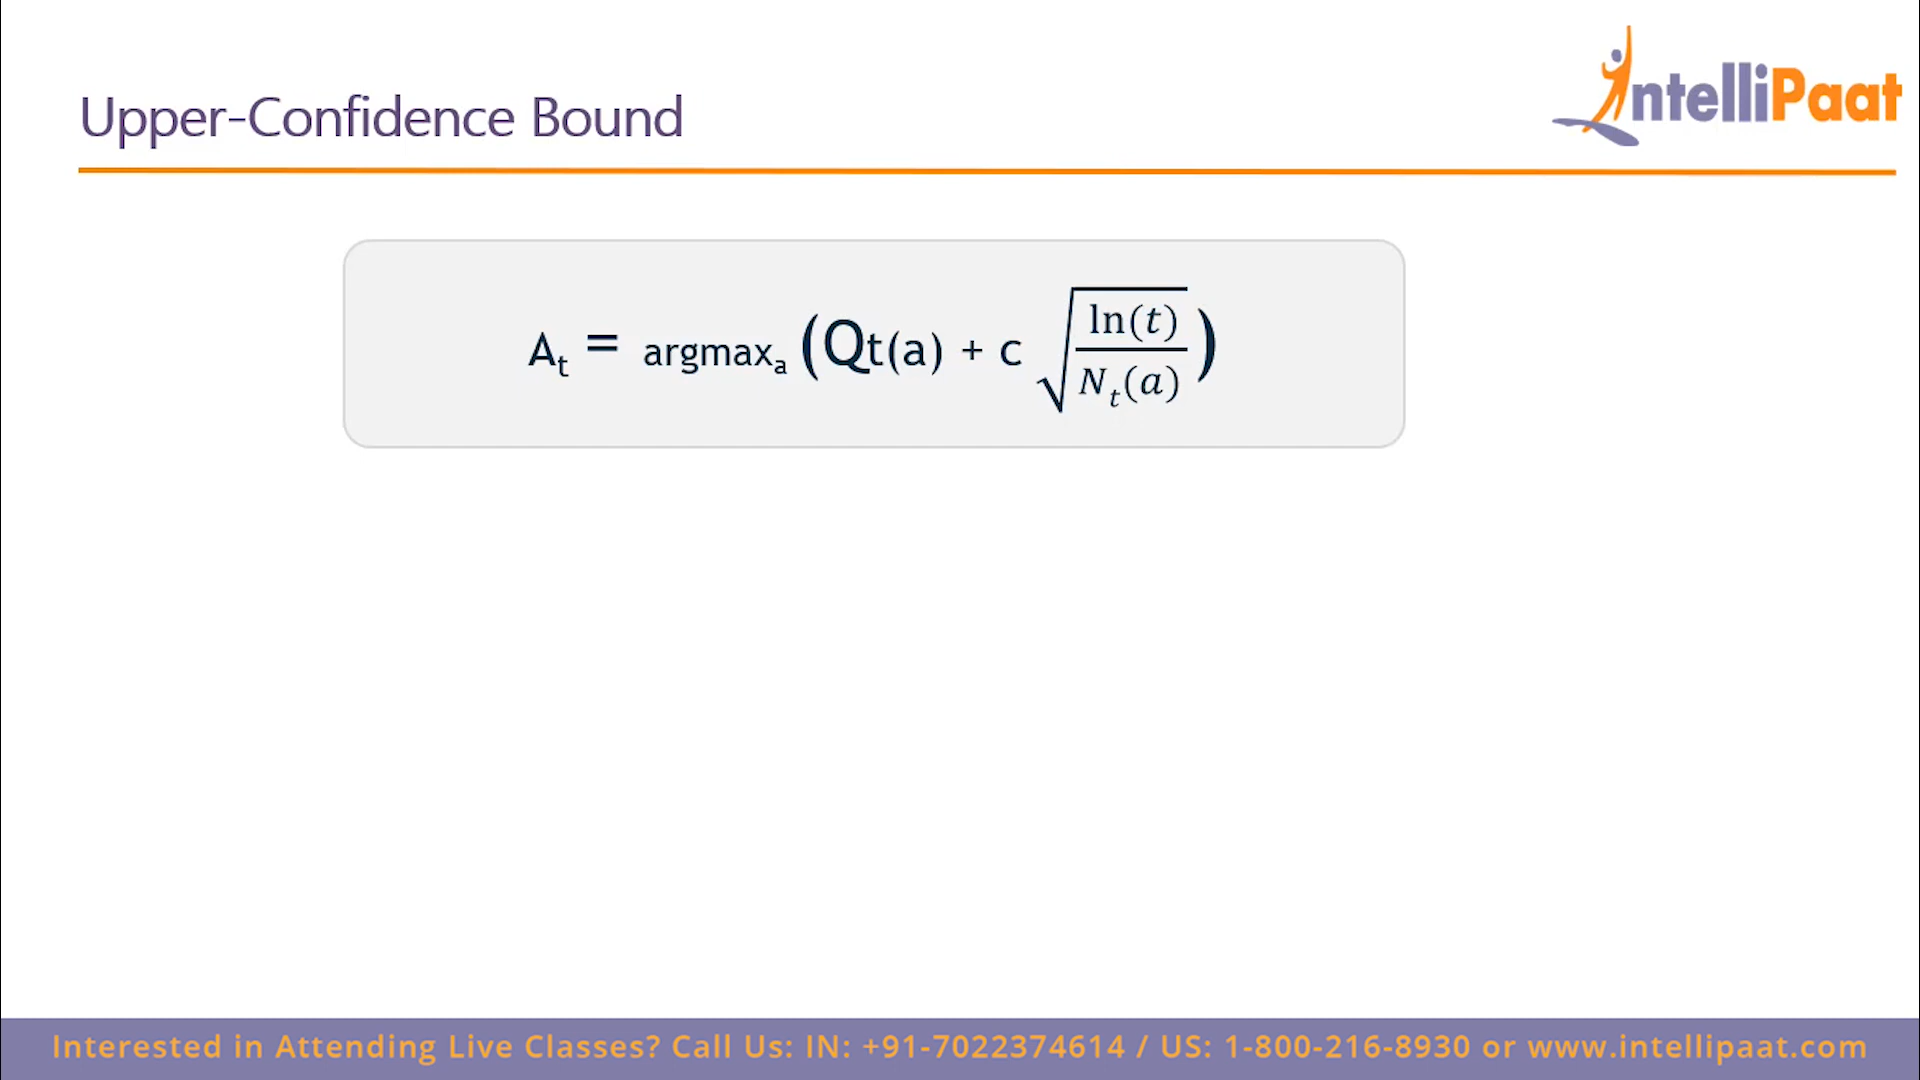 IntelliPaat
Upper-Confidence Bound
Aₜ = argmaxₐ (Qt(a) + c √(ln(t) / Nₜ(a)))
Interested in Attending Live Classes? Call Us: IN: +91-7022374614 / US: 1-800-216-8930 or www.intellipaat.com